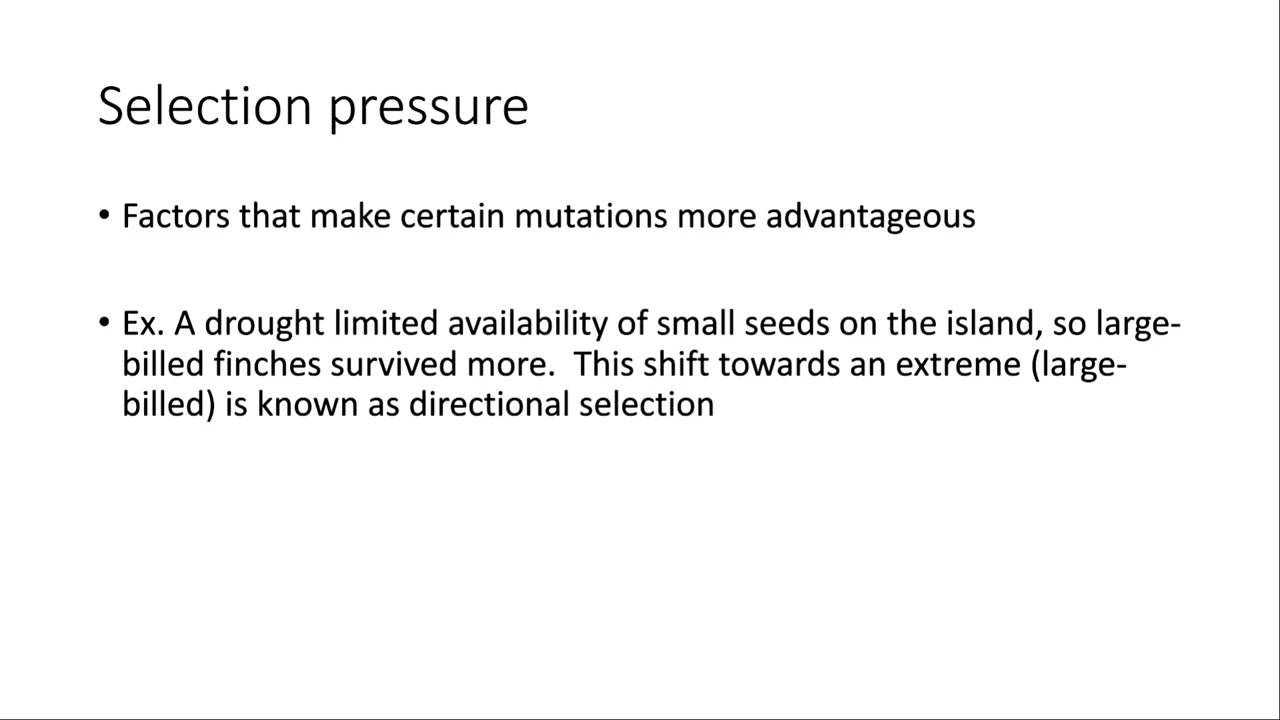 Selection pressure
• Factors that make certain mutations more advantageous
• Ex. A drought limited availability of small seeds on the island, so large-
billed finches survived more.  This shift towards an extreme (large-
billed) is known as directional selection